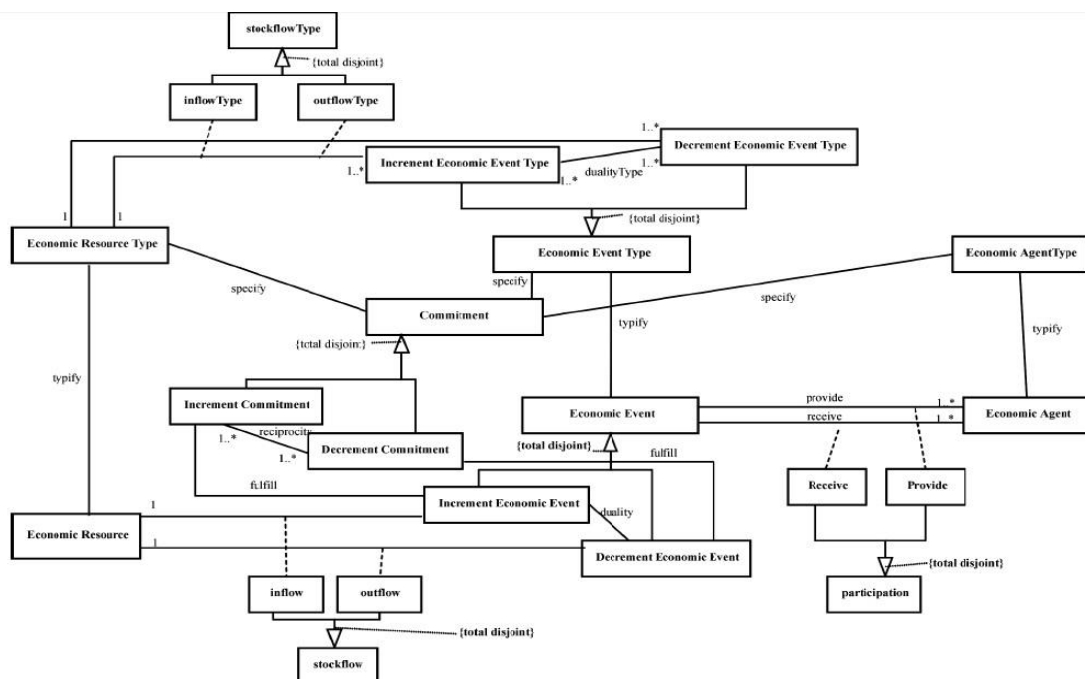 stockflowType
{total disjoint}
inflowType
outflowType
1..*
Decrement Economic Event Type
Increment Economic Event Type
1..*
dualityType
1..*
1..*
1
1
{total disjoint}
Economic Resource Type
Economic Event Type
Economic AgentType
specify
specify
specify
Commitment
typify
typify
{total disjoint}
typify
Increment Commitment
provide
1..*
Economic Event
Economic Agent
receive
1..*
1..*
reciprocity
1..*
Decrement Commitment
{total disjoint}
fulfill
fulfill
Receive
Provide
Increment Economic Event
1
duality
Economic Resource
1
Decrement Economic Event
{total disjoint}
inflow
outflow
participation
{total disjoint}
stockflow